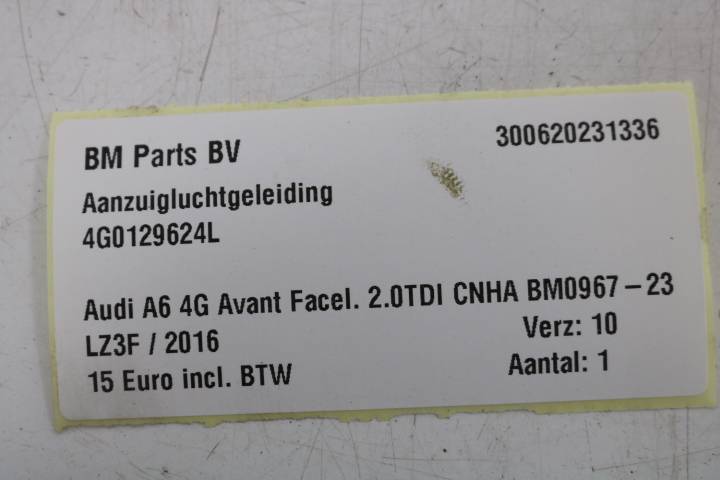 BM Parts BV 300620231336
Aanzuigluchtgeleiding
4G0129624L
Audi A6 4G Avant Facel. 2.0TDI CNHA BM0967-23
LZ3F / 2016 Verz: 10
15 Euro incl. BTW Aantal: 1